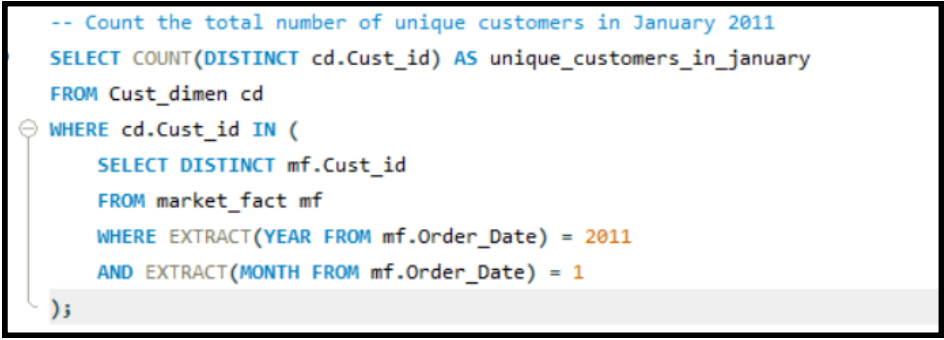 -- Count the total number of unique customers in January 2011
SELECT COUNT(DISTINCT cd.Cust_id) AS unique_customers_in_january
FROM Cust_dimen cd
WHERE cd.Cust_id IN (
    SELECT DISTINCT mf.Cust_id
    FROM market_fact mf
    WHERE EXTRACT(YEAR FROM mf.Order_Date) = 2011
    AND EXTRACT(MONTH FROM mf.Order_Date) = 1
);